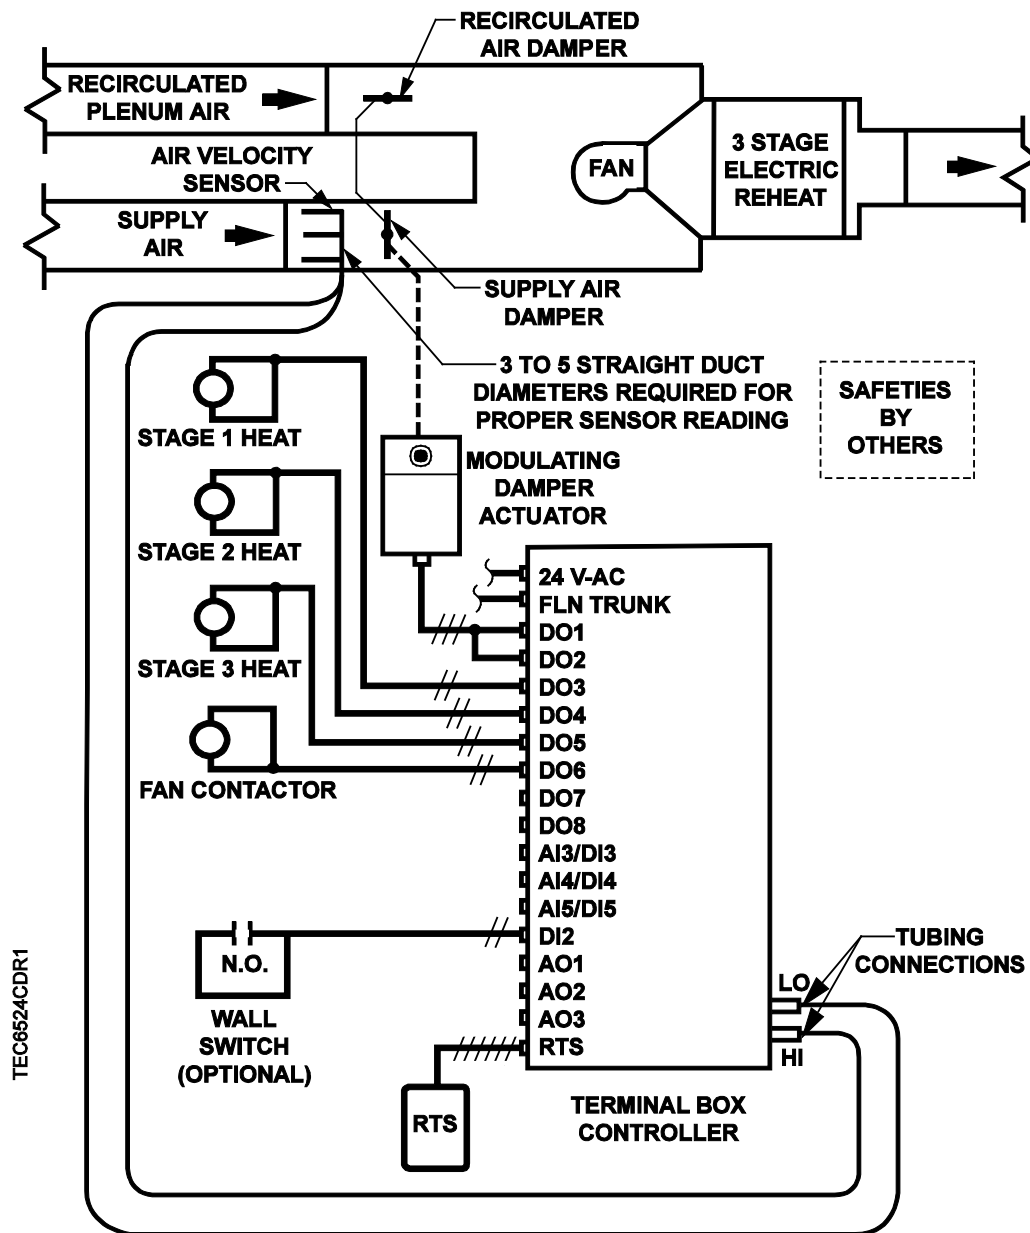 RECIRCULATED
AIR DAMPER
RECIRCULATED
PLENUM AIR
AIR VELOCITY
SENSOR
FAN
3 STAGE
ELECTRIC
REHEAT
SUPPLY
AIR
SUPPLY AIR
DAMPER
3 TO 5 STRAIGHT DUCT
DIAMETERS REQUIRED FOR
PROPER SENSOR READING
SAFETIES
BY
OTHERS
STAGE 1 HEAT
MODULATING
DAMPER
ACTUATOR
STAGE 2 HEAT
STAGE 3 HEAT
FAN CONTACTOR
24 V-AC
FLN TRUNK
DO1
DO2
DO3
DO4
DO5
DO6
DO7
DO8
AI3/DI3
AI4/DI4
AI5/DI5
DI2
AO1
AO2
AO3
RTS
N.O.
WALL
SWITCH
(OPTIONAL)
RTS
TUBING
CONNECTIONS
LO
HI
TERMINAL BOX
CONTROLLER
TEC6524CDR1